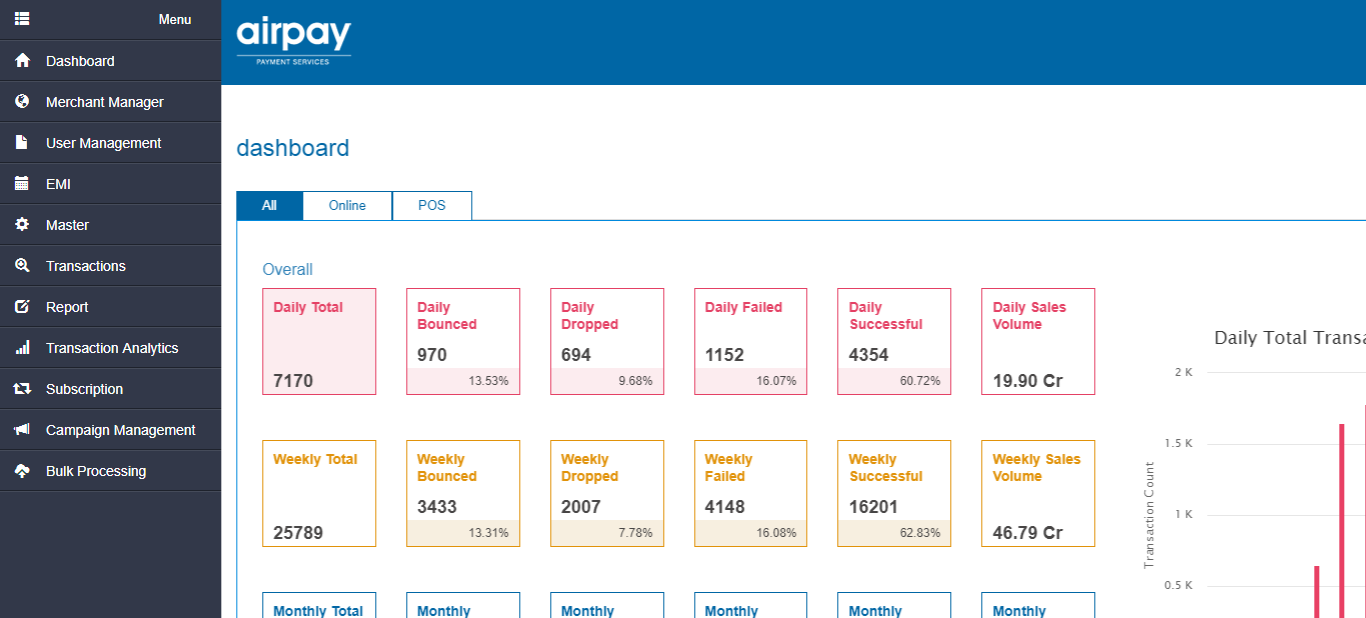 Menu
Dashboard
Merchant Manager
User Management
EMI
Master
Transactions
Report
Transaction Analytics
Subscription
Campaign Management
Bulk Processing
airpay
PAYMENT SERVICES
dashboard
All Online POS
Overall
Daily Total
7170
Daily
Bounced
970
13.53%
Daily
Dropped
694
9.68%
Daily Failed
1152
16.07%
Daily
Successful
4354
60.72%
Daily Sales
Volume
19.90 Cr
Weekly Total
25789
Weekly
Bounced
3433
13.31%
Weekly
Dropped
2007
7.78%
Weekly
Failed
4148
16.08%
Weekly
Successful
16201
62.83%
Weekly Sales
Volume
46.79 Cr
Monthly Total
Monthly
Monthly
Monthly
Monthly
Monthly
Daily Total Transa
Transaction Count
2 K
1.5 K
1 K
0.5 K